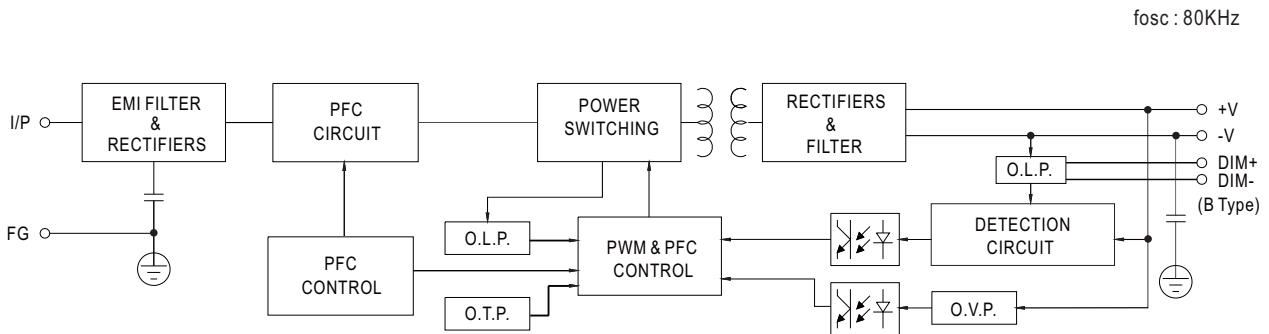 fosc : 80KHz
I/P
EMI FILTER
&
RECTIFIERS
PFC
CIRCUIT
POWER
SWITCHING
RECTIFIERS
&
FILTER
+V
-V
DIM+
DIM-
(B Type)
O.L.P.
FG
O.L.P.
PFC
CONTROL
PWM & PFC
CONTROL
DETECTION
CIRCUIT
O.T.P.
O.V.P.